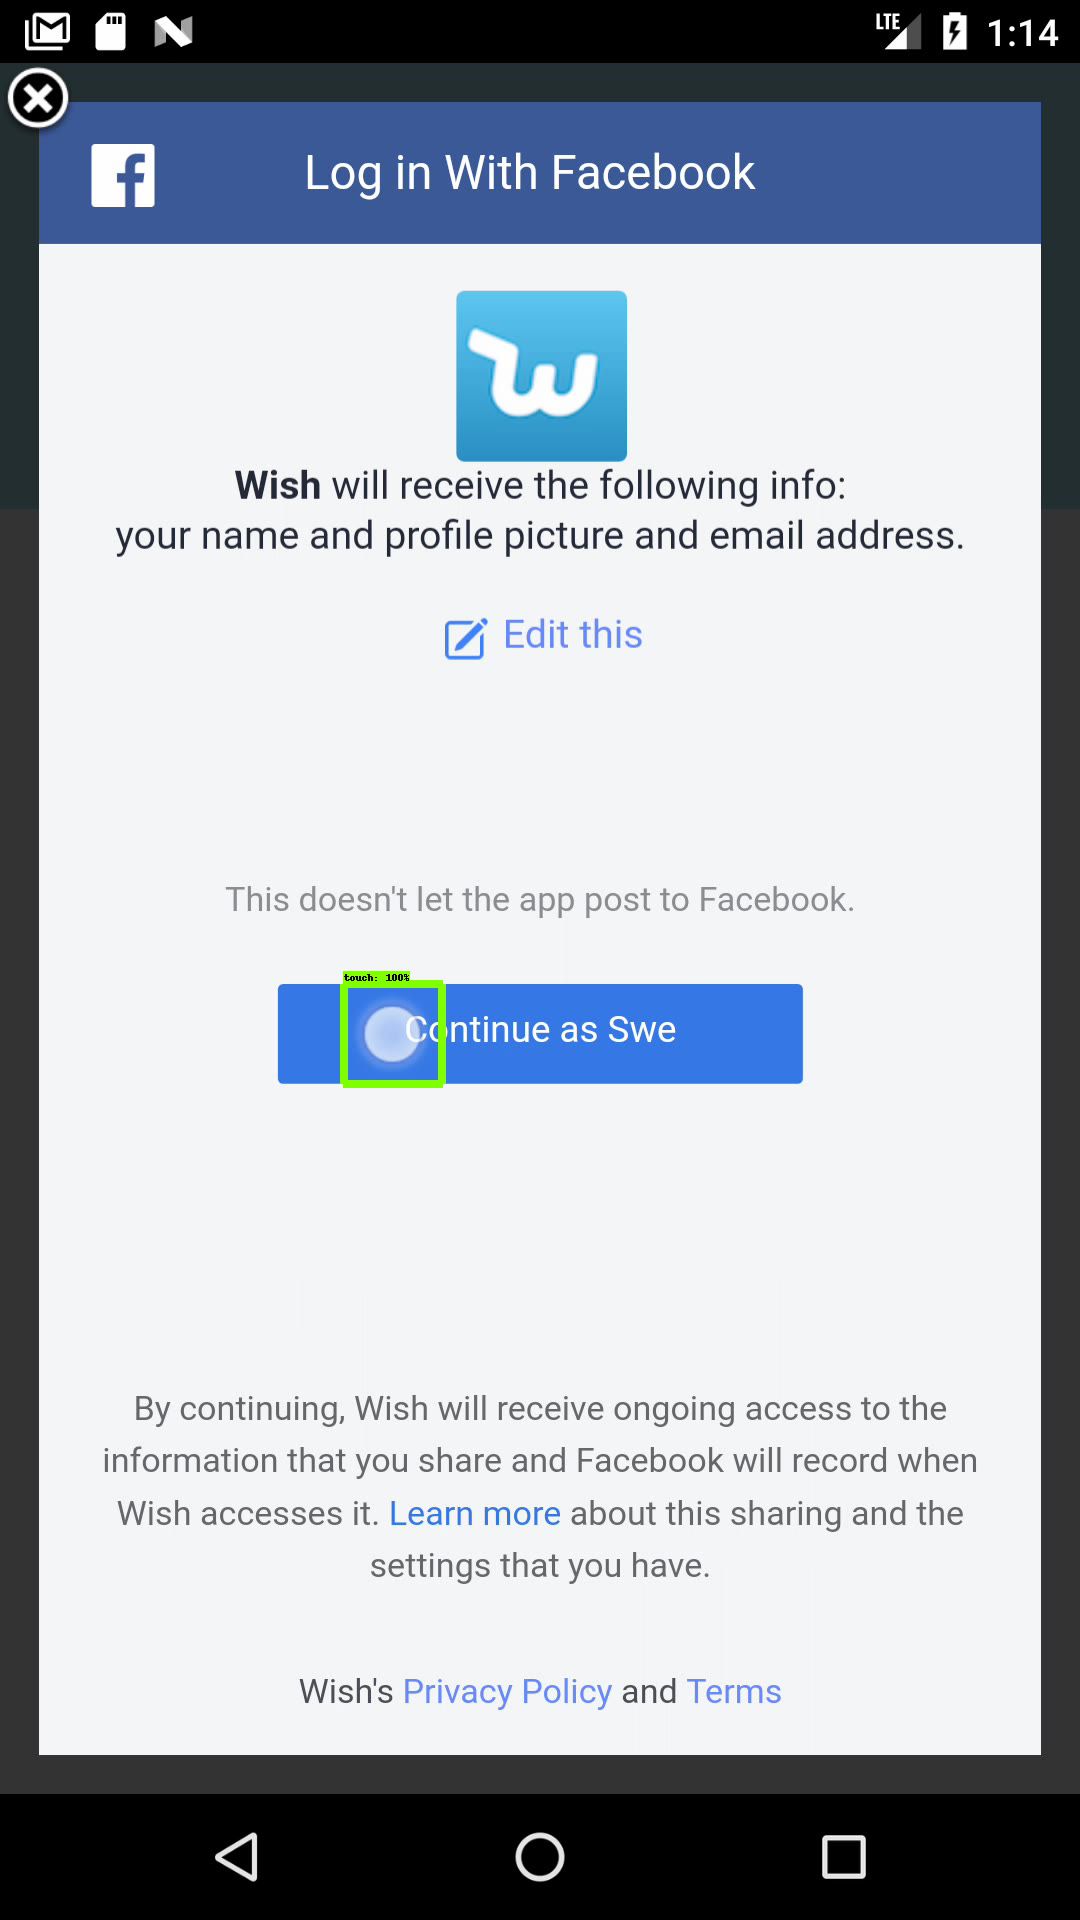 LTE 1:14
Log in With Facebook
Wish will receive the following info:
your name and profile picture and email address.
Edit this
This doesn't let the app post to Facebook.
touch: 100%
Continue as Swe
By continuing, Wish will receive ongoing access to the
information that you share and Facebook will record when
Wish accesses it. Learn more about this sharing and the
settings that you have.
Wish's Privacy Policy and Terms